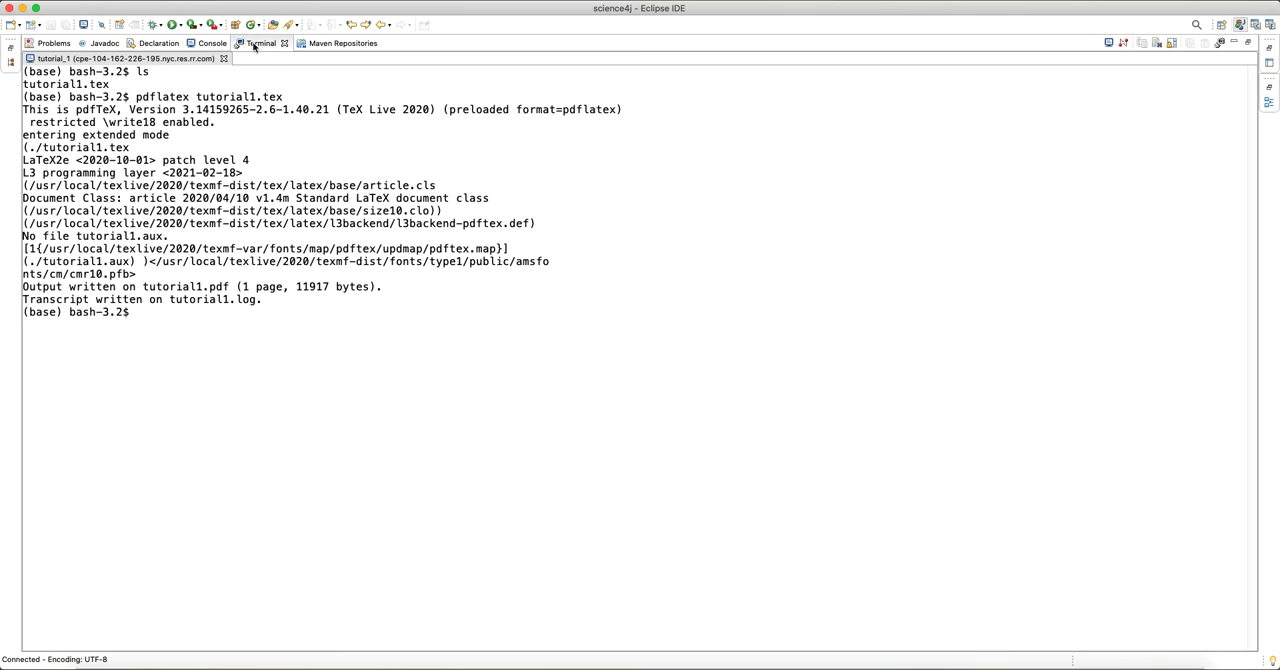 science4j - Eclipse IDE
Problems
Javadoc
Declaration
Console
Terminal
Maven Repositories
tutorial_1 (cpe-104-162-226-195.nyc.res.rr.com)
(base) bash-3.2$ ls
tutorial1.tex
(base) bash-3.2$ pdflatex tutorial1.tex
This is pdfTeX, Version 3.14159265-2.6-1.40.21 (TeX Live 2020) (preloaded format=pdflatex)
 restricted \write18 enabled.
entering extended mode
(./tutorial1.tex
LaTeX2e <2020-10-01> patch level 4
L3 programming layer <2021-02-18>
(/usr/local/texlive/2020/texmf-dist/tex/latex/base/article.cls
Document Class: article 2020/04/10 v1.4m Standard LaTeX document class
(/usr/local/texlive/2020/texmf-dist/tex/latex/base/size10.clo))
(/usr/local/texlive/2020/texmf-dist/tex/latex/l3backend/l3backend-pdftex.def)
No file tutorial1.aux.
[1{/usr/local/texlive/2020/texmf-var/fonts/map/pdftex/updmap/pdftex.map}]
(./tutorial1.aux) )</usr/local/texlive/2020/texmf-dist/fonts/type1/public/amsfo
nts/cm/cmr10.pfb>
Output written on tutorial1.pdf (1 page, 11917 bytes).
Transcript written on tutorial1.log.
(base) bash-3.2$
Connected - Encoding: UTF-8